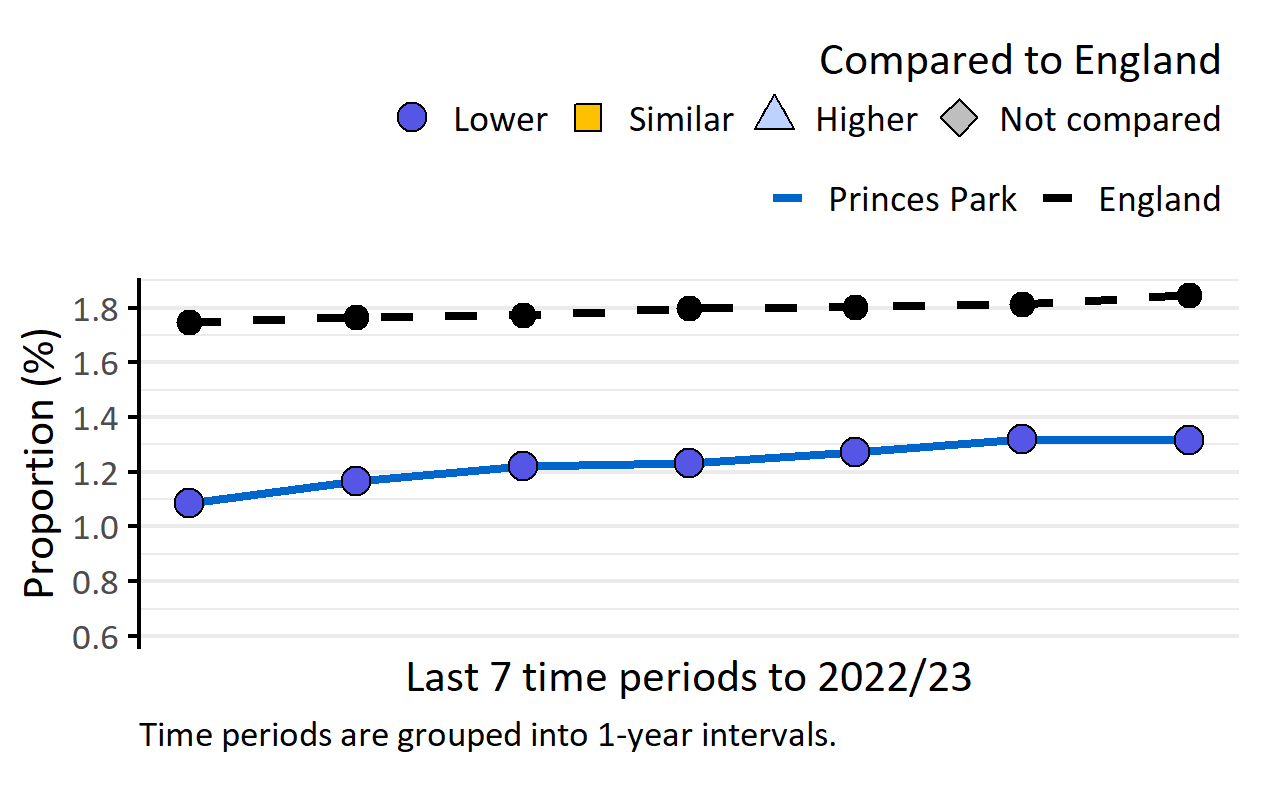 Compared to England
Lower Similar Higher Not compared
Princes Park England
Proportion (%)
1.8
1.6
1.4
1.2
1.0
0.8
0.6
Last 7 time periods to 2022/23
Time periods are grouped into 1-year intervals.